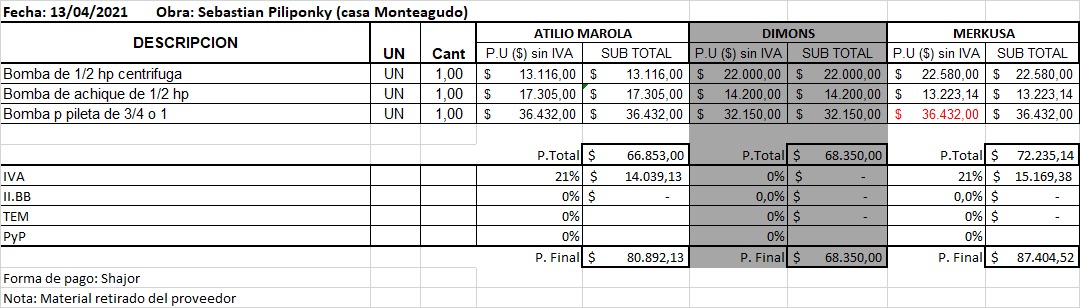 Fecha: 13/04/2021 Obra: Sebastian Piliponky (casa Monteagudo)
ATILIO MAROLA DIMONS MERKUSA
DESCRIPCION UN Cant P.U ($) sin IVA SUB TOTAL P.U ($) sin IVA SUB TOTAL P.U ($) sin IVA SUB TOTAL
Bomba de 1/2 hp centrifuga UN 1,00 $ 13.116,00 $ 13.116,00 $ 22.000,00 $ 22.000,00 $ 22.580,00 $ 22.580,00
Bomba de achique de 1/2 hp UN 1,00 $ 17.305,00 $ 17.305,00 $ 14.200,00 $ 14.200,00 $ 13.223,14 $ 13.223,14
Bomba p pileta de 3/4 o 1 UN 1,00 $ 36.432,00 $ 36.432,00 $ 32.150,00 $ 32.150,00 $ 36.432,00 $ 36.432,00
P.Total $ 66.853,00 P.Total $ 68.350,00 P.Total $ 72.235,14
IVA 21% $ 14.039,13 0% $ - 21% $ 15.169,38
II.BB 0% $ - 0,0% $ - 0,0% $ -
TEM 0% 0% $ - 0% $ -
PyP 0% 0% 0%
P. Final $ 80.892,13 P. Final $ 68.350,00 P. Final $ 87.404,52
Forma de pago: Shajor
Nota: Material retirado del proveedor